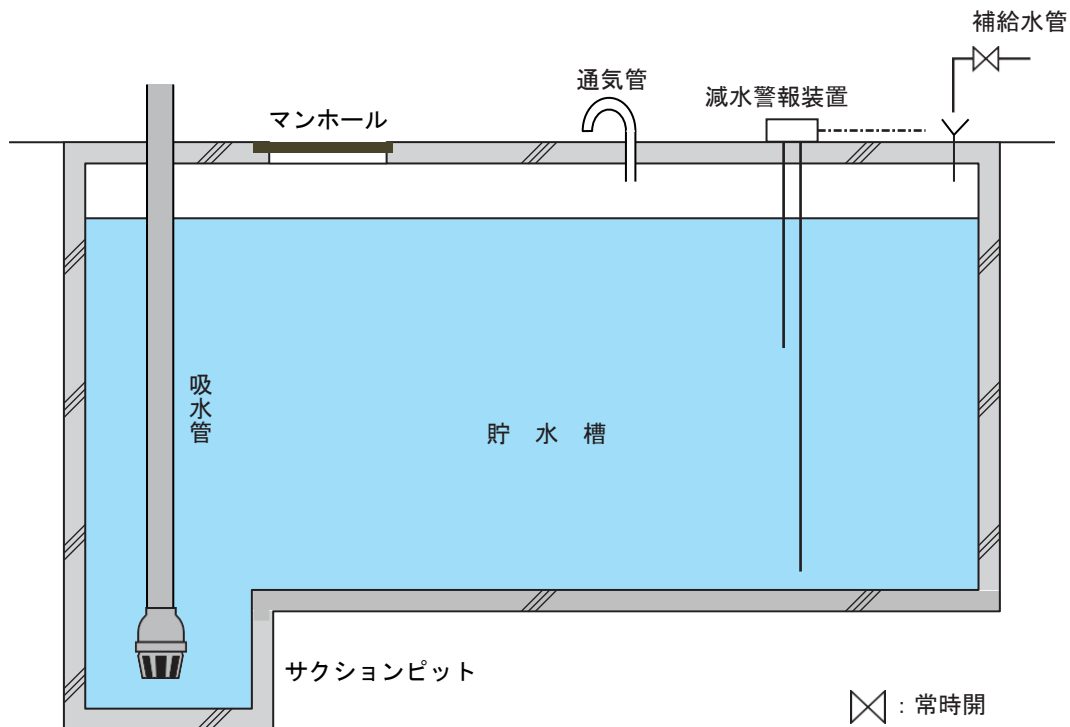 補給水管
通気管
減水警報装置
マンホール
吸水管
貯水槽
サクションピット
：常時開